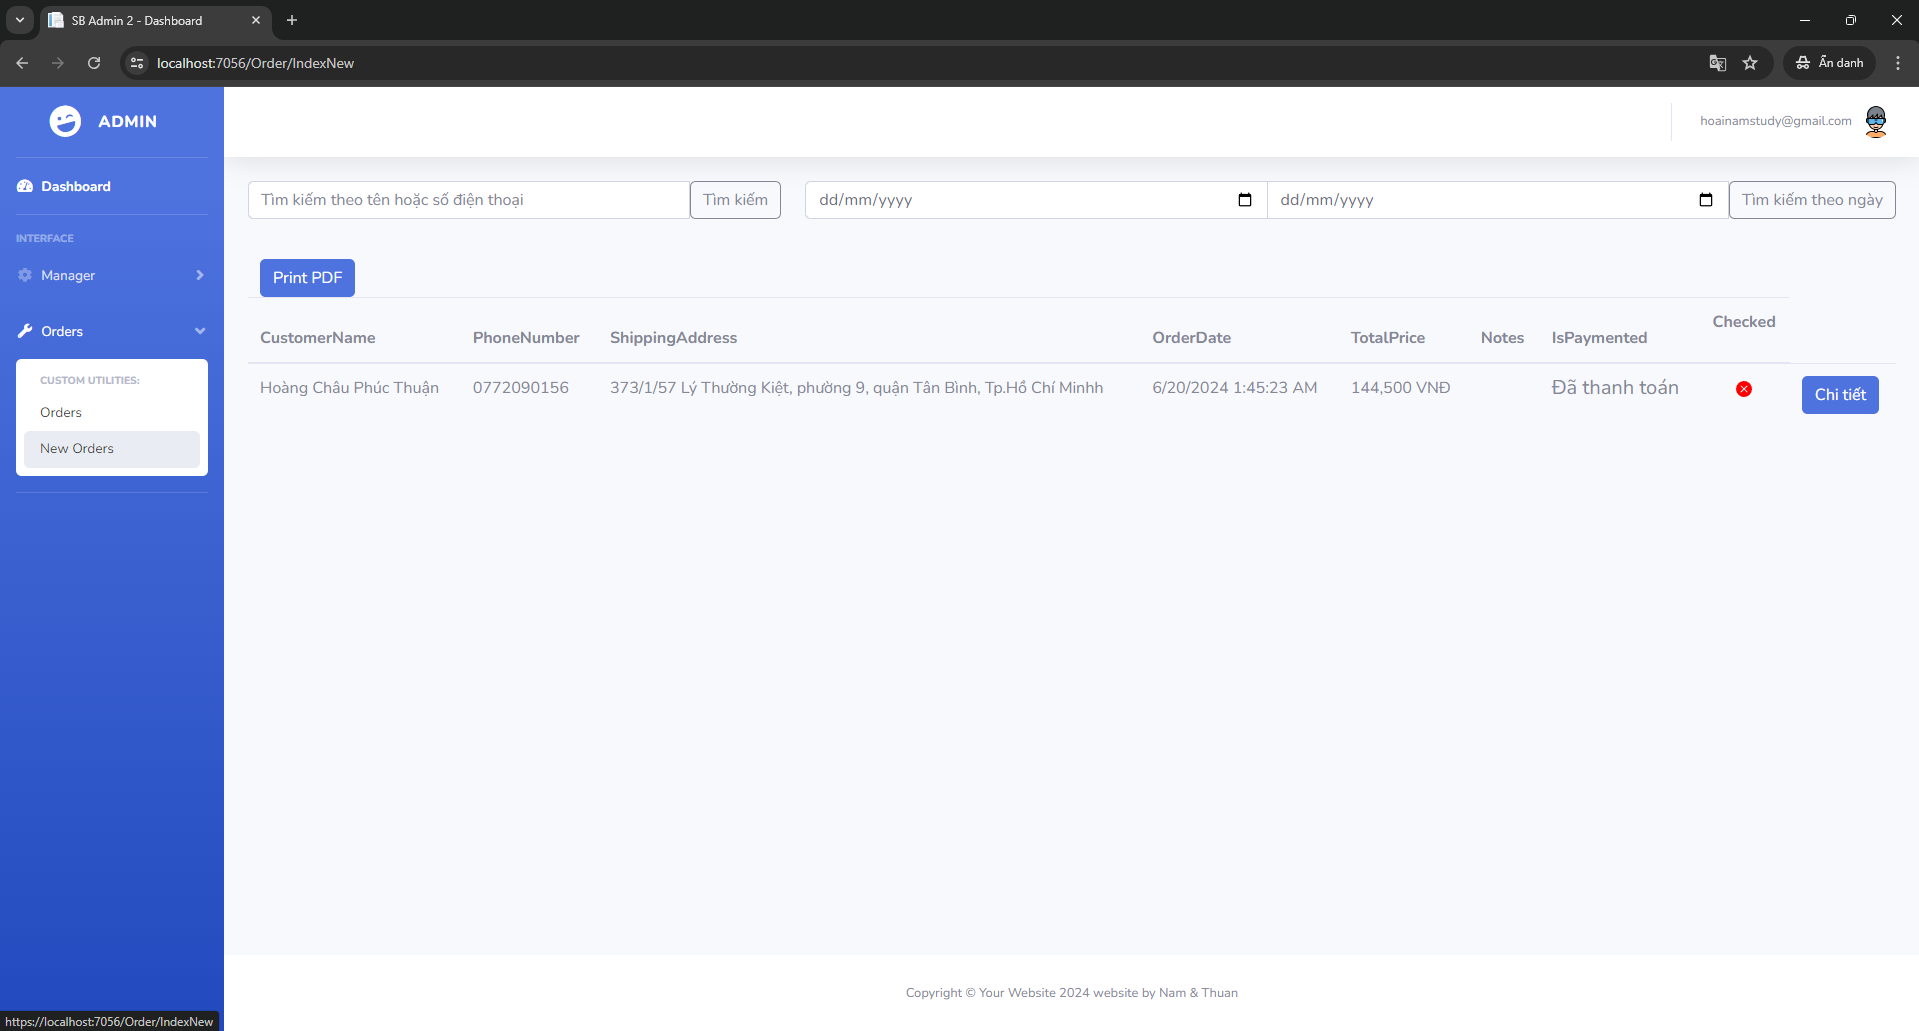 SB Admin 2 - Dashboard
localhost:7056/Order/IndexNew
Ẩn danh
ADMIN
hoainamstudy@gmail.com
Dashboard
INTERFACE
Manager
Orders
CUSTOM UTILITIES:
Orders
New Orders
Tìm kiếm theo tên hoặc số điện thoại
Tìm kiếm
dd/mm/yyyy
dd/mm/yyyy
Tìm kiếm theo ngày
Print PDF
CustomerName PhoneNumber ShippingAddress OrderDate TotalPrice Notes IsPaymented Checked
Hoàng Châu Phúc Thuận 0772090156 373/1/57 Lý Thường Kiệt, phường 9, quận Tân Bình, Tp.Hồ Chí Minhh 6/20/2024 1:45:23 AM 144,500 VNĐ Đã thanh toán Chi tiết
Copyright © Your Website 2024 website by Nam & Thuan
https://localhost:7056/Order/IndexNew